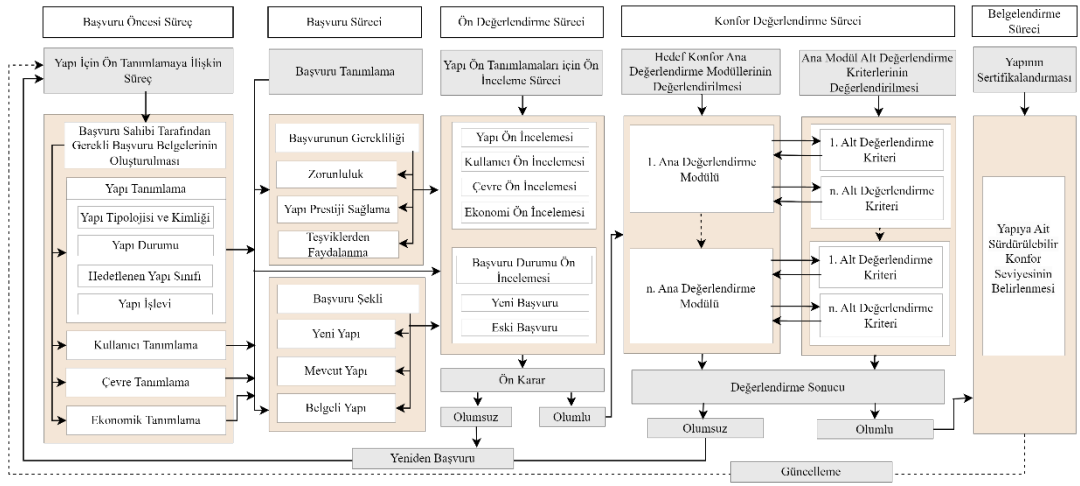 Başvuru Öncesi Süreç
Yapı İçin Ön Tanımlamaya İlişkin
Süreç
Başvuru Sahibi Tarafından
Gerekli Başvuru Belgelerinin
Oluşturulması
Yapı Tanımlama
Yapı Tipolojisi ve Kimliği
Yapı Durumu
Hedeflenen Yapı Sınıfı
Yapı İşlevi
Kullanıcı Tanımlama
Çevre Tanımlama
Ekonomik Tanımlama
Başvuru Süreci
Başvuru Tanımlama
Başvurunun Gerekliliği
Zorunluluk
Yapı Prestiji Sağlama
Teşviklerden
Faydalanma
Başvuru Şekli
Yeni Yapı
Mevcut Yapı
Belgeli Yapı
Ön Değerlendirme Süreci
Yapı Ön Tanımlamaları için Ön
İnceleme Süreci
Yapı Ön İncelemesi
Kullanıcı Ön İncelemesi
Çevre Ön İncelemesi
Ekonomi Ön İncelemesi
Başvuru Durumu Ön
İncelemesi
Yeni Başvuru
Eski Başvuru
Ön Karar
Olumsuz
Olumlu
Yeniden Başvuru
Konfor Değerlendirme Süreci
Hedef Konfor Ana
Değerlendirme Modüllerinin
Değerlendirilmesi
1. Ana Değerlendirme
Modülü
n. Ana Değerlendirme
Modülü
Ana Modül Alt Değerlendirme
Kriterlerinin
Değerlendirilmesi
1. Alt Değerlendirme
Kriteri
n. Alt Değerlendirme
Kriteri
1. Alt Değerlendirme
Kriteri
n. Alt Değerlendirme
Kriteri
Değerlendirme Sonucu
Olumsuz
Olumlu
Belgelendirme
Süreci
Yapının
Sertifikalandırması
Yapıya Ait
Sürdürülebilir
Konfor
Seviyesinin
Belirlenmesi
Güncelleme